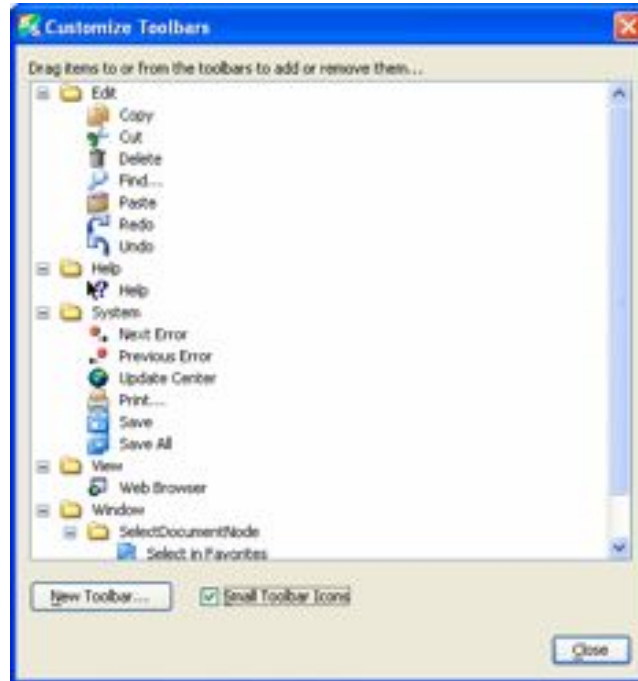 Customize Toolbars
Drag items to or from the toolbars to add or remove them...
Edit
Copy
Cut
Delete
Find...
Paste
Redo
Undo
Help
Help
System
Next Error
Previous Error
Update Center
Print...
Save
Save All
View
Web Browser
Window
SelectDocumentNode
Select in Favorites
New Toolbar... Small Toolbar Icons
Close